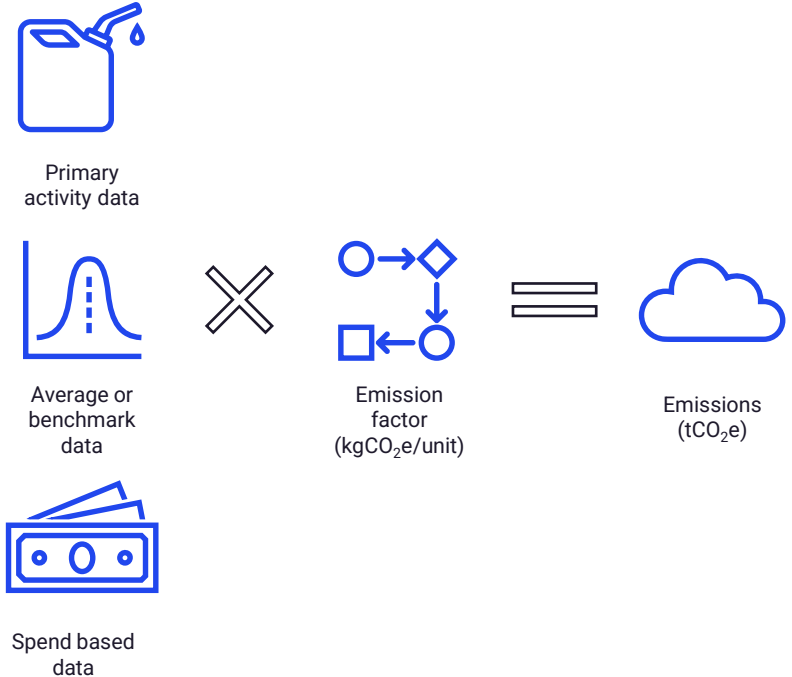 Primary
activity data
Average or
benchmark
data
Emission
factor
(kgCO₂e/unit)
Emissions
(tCO₂e)
Spend based
data